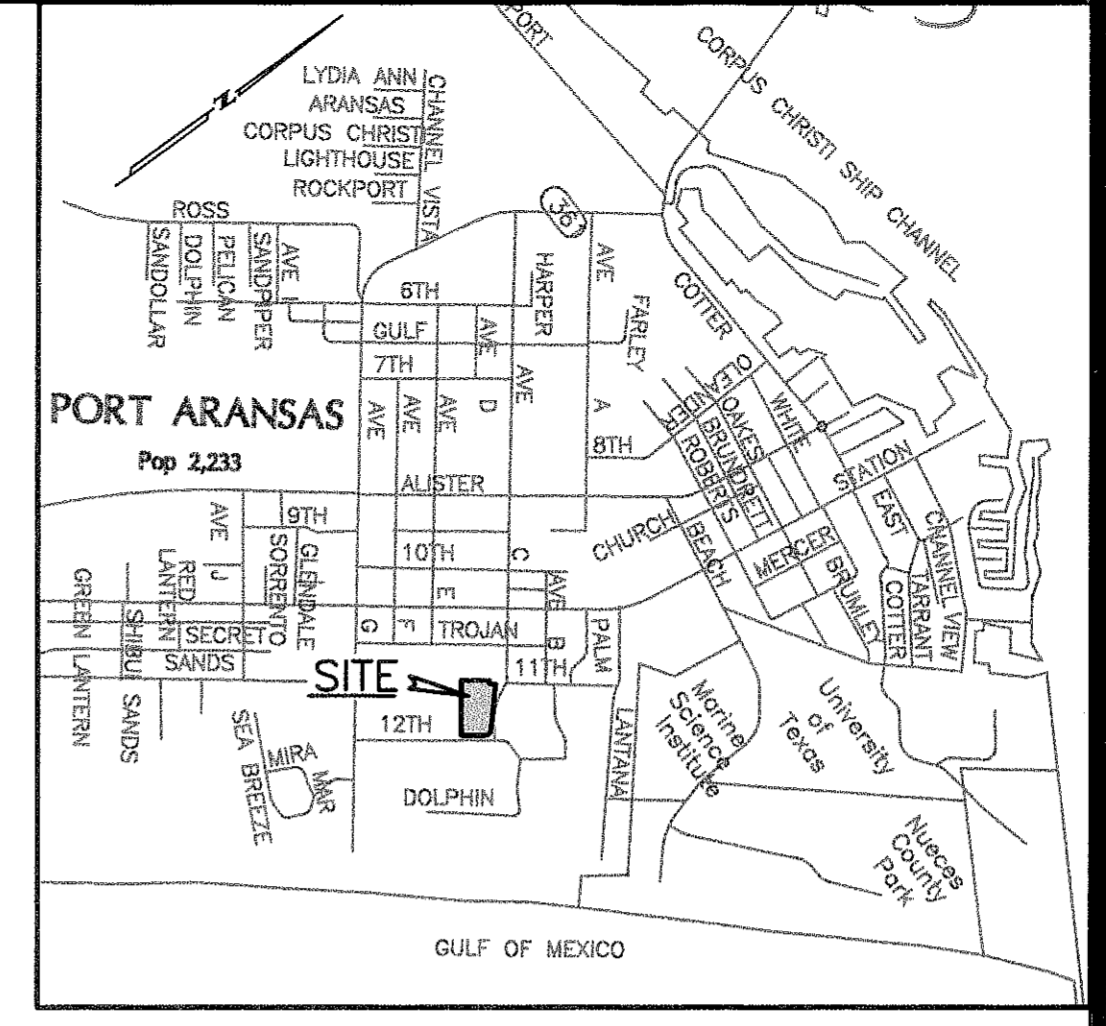 PORT
CORPUS CHRISTI SHIP CHANNEL
Z
LYDIA ANN
ARANSAS
CORPUS CHRIST
LIGHTHOUSE
ROCKPORT
CHANNEL VISTA
ROSS
SANDOLLAR
DOLPHIN
PELICAN
SANDPIPER
AVE I
361
AVE
HARPER
6TH
FARLEY
COTTER
GULF
AVE D
7TH
AVE
A
OLEANDER
WHITE
OAKES
BRUNDRETT
ROBERTS
PORT ARANSAS
Pop 2,233
AVE
AVE
AVE
8TH
STATION
ALISTER
EAST
CHANNEL VIEW
AVE J
9TH
CHURCH
BEACH
MERCER
BRUMLEY
TARRANT
COTTER
RED LANTERN
SORRENTO
GLENDALE
10TH
C
E
AVE B
PALM
GREEN LANTERN
SHIBUI SANDS
SECRET
SANDS
G
F
TROJAN
11TH
SITE
LANTANA
Marine
Science
Institute
University
of
Texas
12TH
SEA BREEZE
MIRA
MAR
DOLPHIN
Nueces
County
Park
GULF OF MEXICO